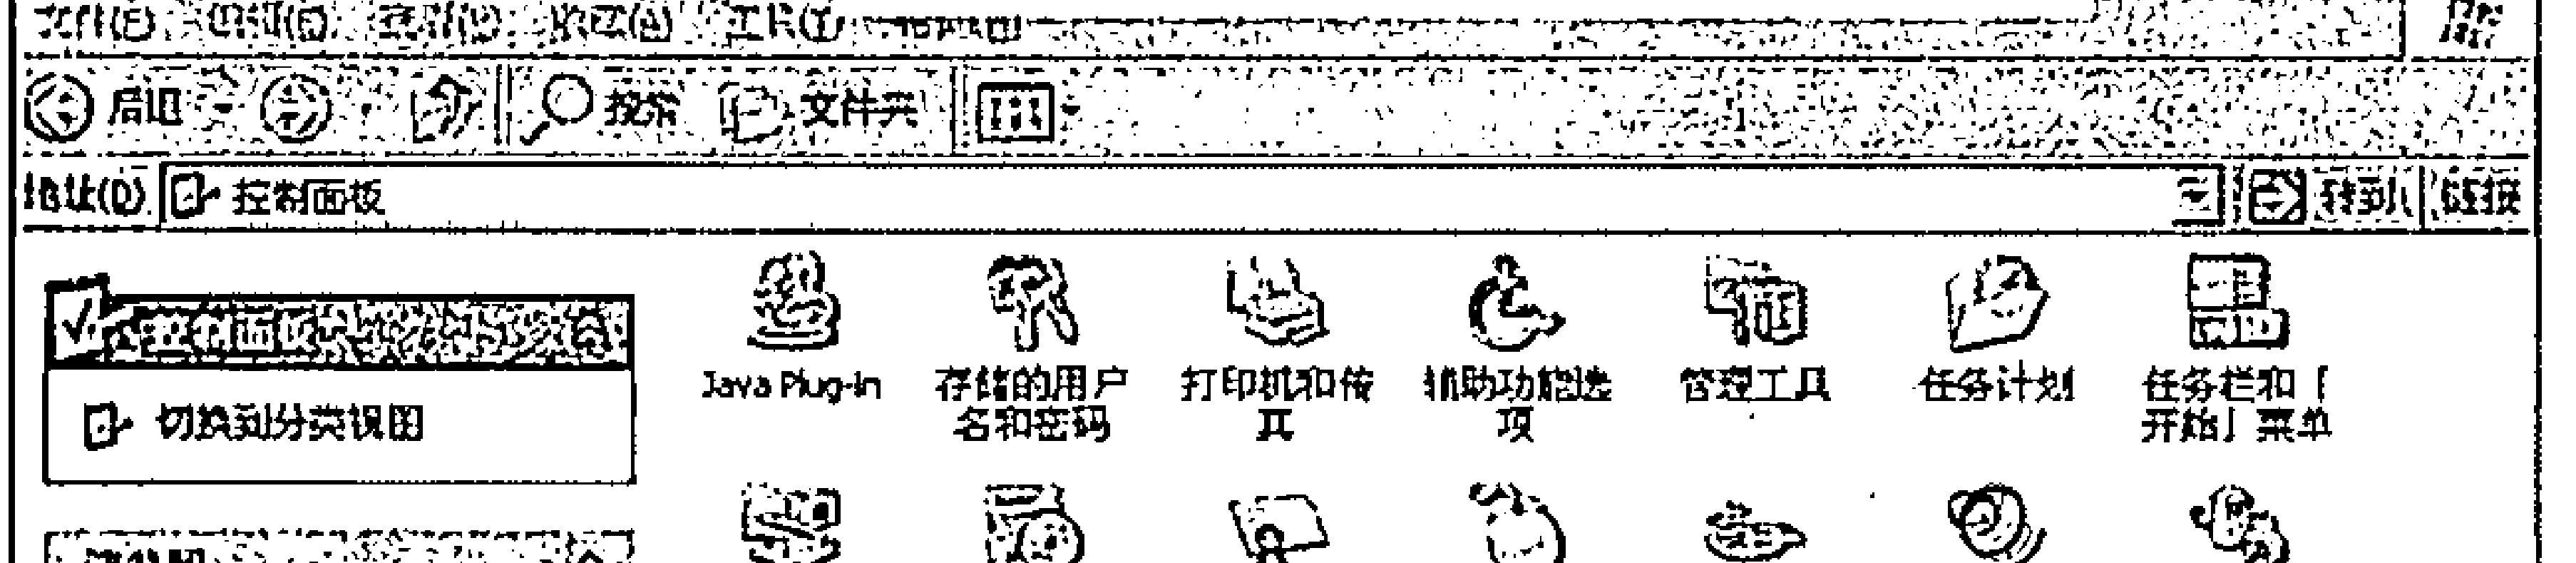 文件(F) 编辑(E) 查看(V) 收藏(A) 工具(T) 帮助(H)
后退 搜索 文件夹
地址(D) 控制面板 转到 链接
控制面板
切换到分类视图
Java Plug-in
存储的用户
名和密码
打印机和传
真
辅助功能选
项
管理工具
任务计划
任务栏和「
开始」菜单